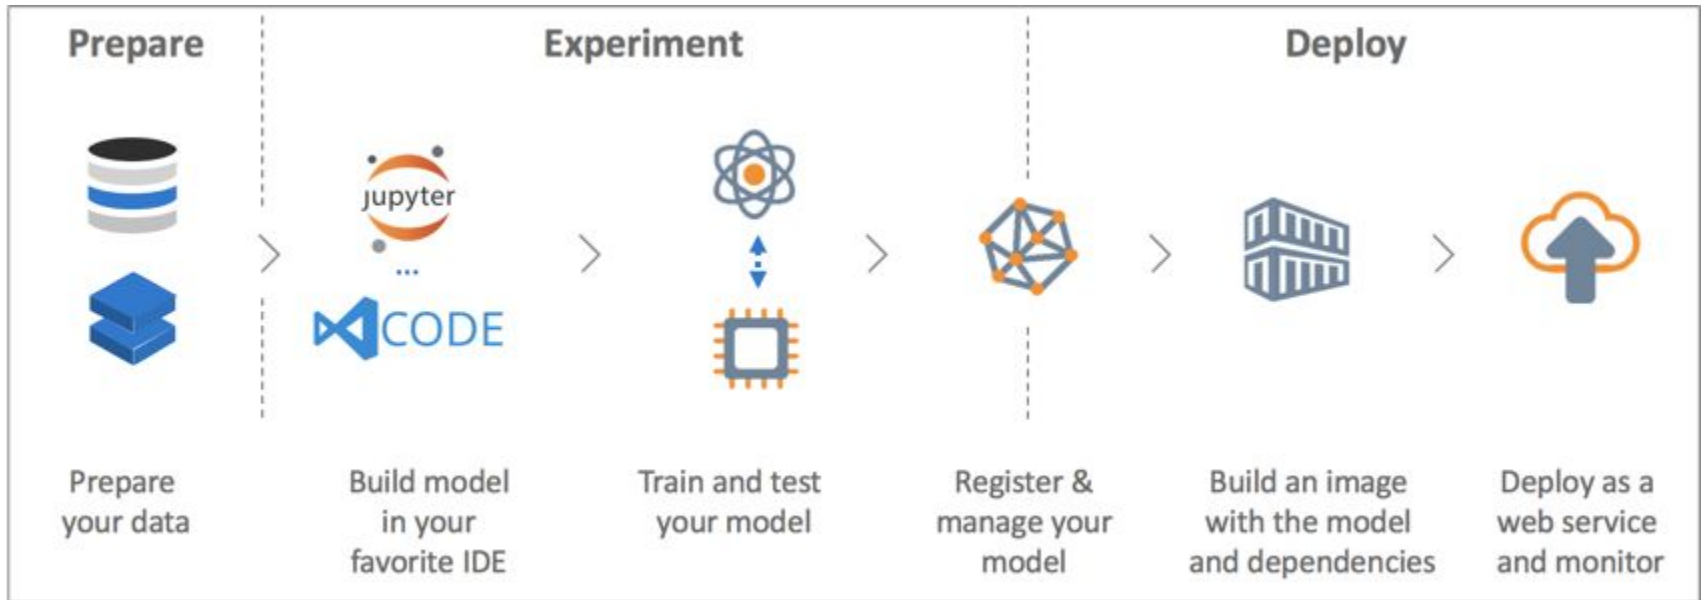 Prepare
Experiment
Deploy
jupyter
...
CODE
Prepare
your data
Build model
in your
favorite IDE
Train and test
your model
Register &
manage your
model
Build an image
with the model
and dependencies
Deploy as a
web service
and monitor